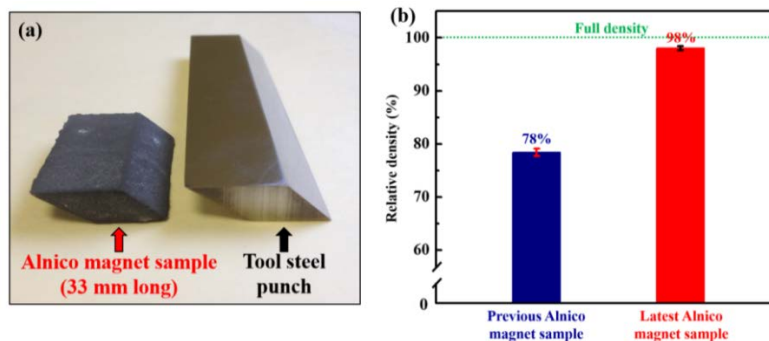 (a)
Alnico magnet sample
(33 mm long)
Tool steel
punch
(b)
Relative density (%)
100
90
80
70
60
0
Full density
78%
98%
Previous Alnico
magnet sample
Latest Alnico
magnet sample